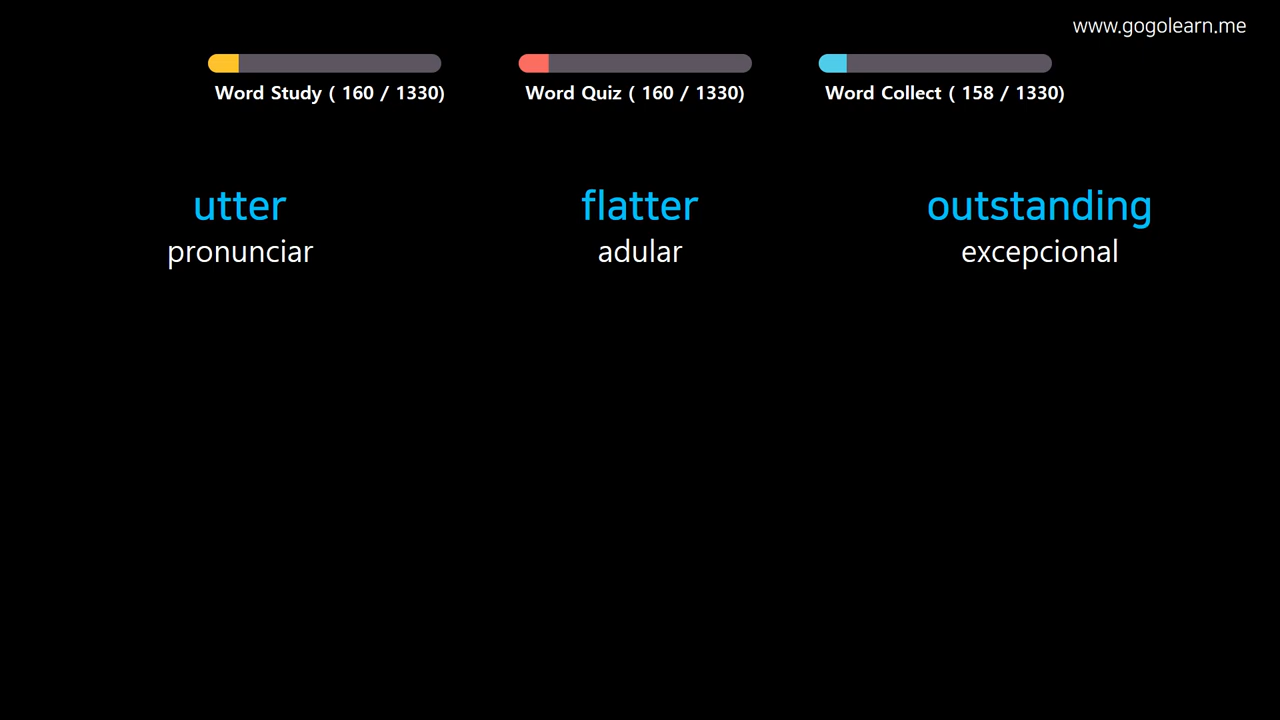 www.gogolearn.me
Word Study ( 160 / 1330)
Word Quiz ( 160 / 1330)
Word Collect ( 158 / 1330)
utter
pronunciar
flatter
adular
outstanding
excepcional